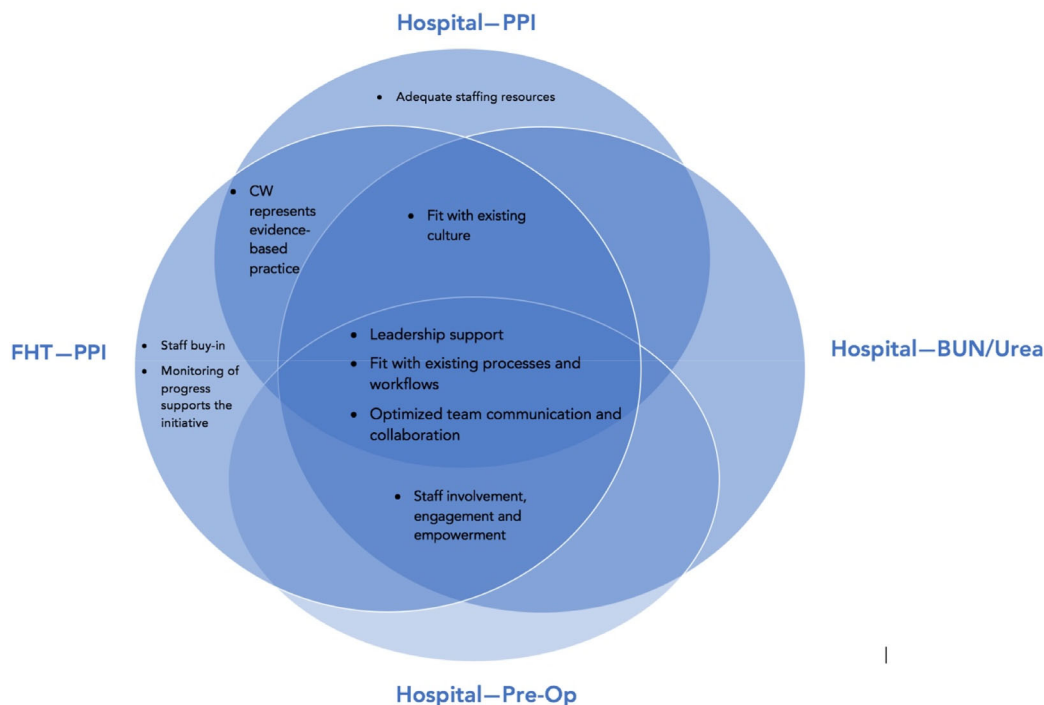 Hospital—PPI
• Adequate staffing resources
• CW
represents
evidence-
based
practice
• Fit with existing
culture
FHT—PPI
• Staff buy-in
• Monitoring of
progress
supports the
initiative
• Leadership support
• Fit with existing processes and
workflows
• Optimized team communication and
collaboration
Hospital—BUN/Urea
• Staff involvement,
engagement and
empowerment
Hospital—Pre-Op